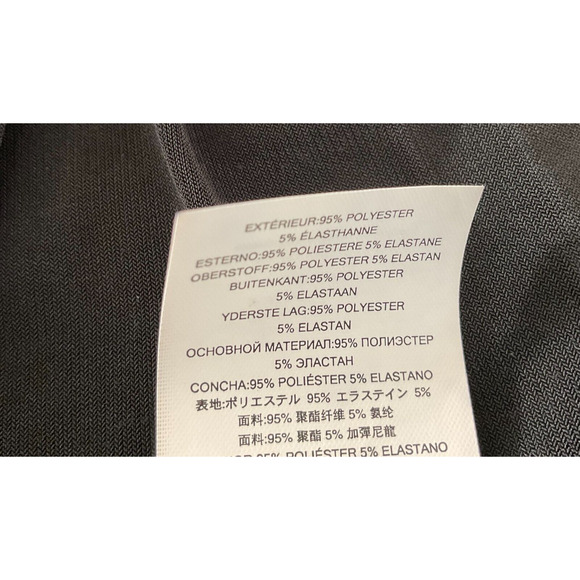 EXTÉRIEUR:95% POLYESTER
5% ÉLASTHANNE
ESTERNO:95% POLIESTERE 5% ELASTANE
OBERSTOFF:95% POLYESTER 5% ELASTAN
BUITENKANT:95% POLYESTER
5% ELASTAAN
YDERSTE LAG:95% POLYESTER
5% ELASTAN
ОСНОВНОЙ МАТЕРИАЛ:95% ПОЛИЭСТЕР
5% ЭЛАСТАН
CONCHA:95% POLIÉSTER 5% ELASTANO
表地:ポリエステル 95% エラステイン 5%
面料:95% 聚酯纤维 5% 氨纶
面料:95% 聚酯 5% 加彈尼龍
95% POLIÉSTER 5% ELASTANO